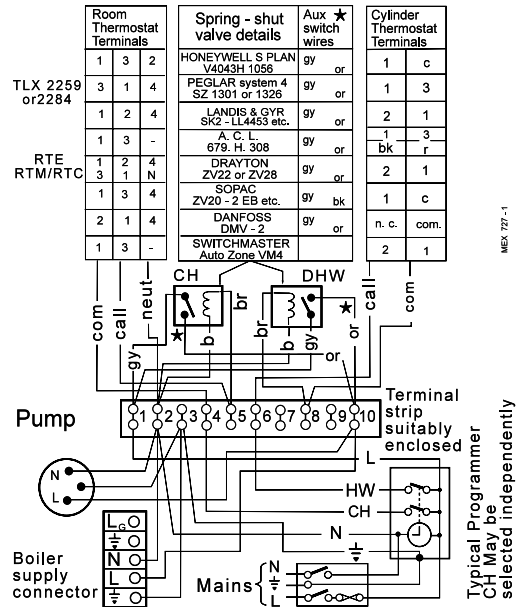 Room
Thermostat
Terminals
Spring - shut
valve details
Aux ★
switch
wires
Cylinder
Thermostat
Terminals
1 3 2 HONEYWELL S PLAN V4043H 1056 gy or 1 c
TLX 2259 or2284 3 1 4 PEGLAR system 4 SZ 1301 or 1326 gy or 1 3
1 2 4 LANDIS & GYR SK2 - LL4453 etc. gy or 2 1
1 3 - A. C. L. 679. H. 308 gy or 1 3 bk r
RTE 1 2 4 DRAYTON gy or 2 1
RTM/RTC 3 1 N ZV22 or ZV28
1 3 4 SOPAC ZV20 - 2 EB etc. gy bk 1 c
2 1 4 DANFOSS DMV - 2 gy or n. c. com.
1 3 - SWITCHMASTER Auto Zone VM4 2 1
MEX 727 - 1
com
call
neut
CH
DHW
call
com
gy
b
br
br
b
gy
or
★
★
or
or
Pump
1 2 3 4 5 6 7 8 9 10
Terminal
strip
suitably
enclosed
N
L
L
HW
CH
N
Typical Programmer
CH May be
selected independently
Boiler
supply
connector
LG
N
L
Mains
N
L